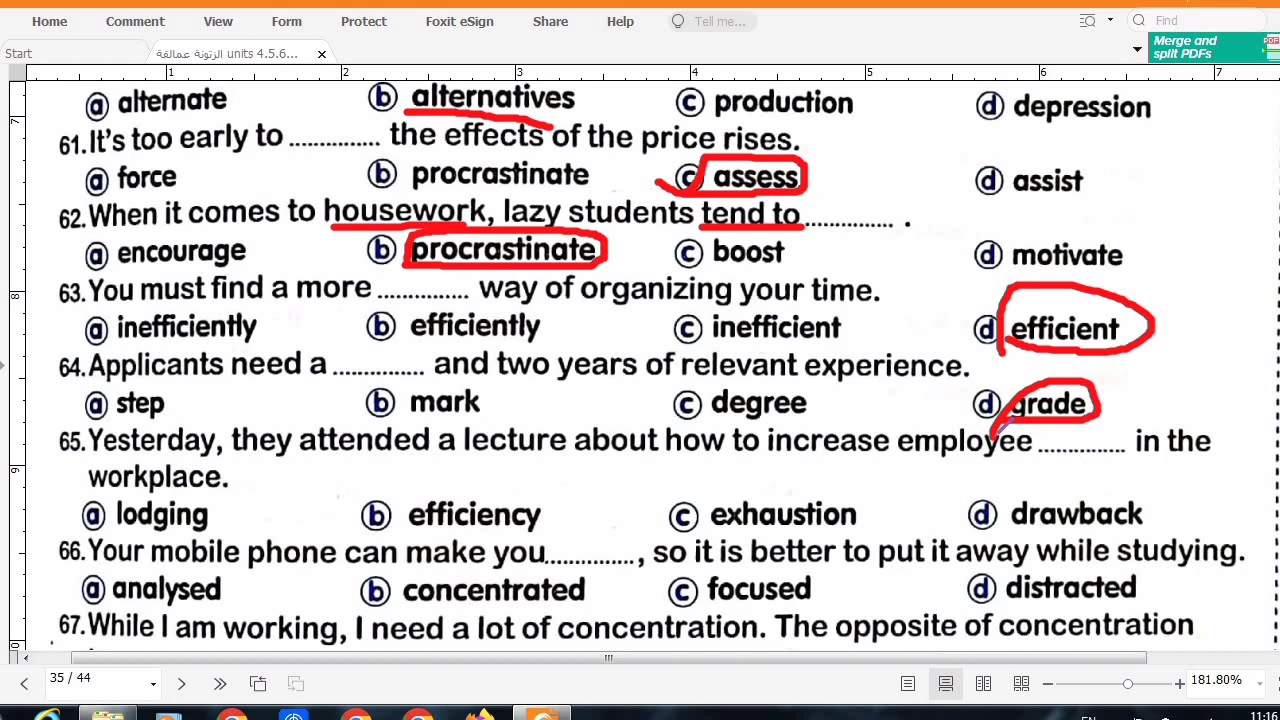 Home Comment View Form Protect Foxit eSign Share Help Tell me... Find
Start الزتونة عمالقة units 4.5.6... × Merge and
split PDFs
1 2 3 4 5 6 7
ⓐ alternate ⓑ alternatives ⓒ production ⓓ depression
61.It's too early to ............... the effects of the price rises.
ⓐ force ⓑ procrastinate ⓒ assess ⓓ assist
62.When it comes to housework, lazy students tend to............... .
ⓐ encourage ⓑ procrastinate ⓒ boost ⓓ motivate
63.You must find a more ............... way of organizing your time.
ⓐ inefficiently ⓑ efficiently ⓒ inefficient ⓓ efficient
64.Applicants need a ............... and two years of relevant experience.
ⓐ step ⓑ mark ⓒ degree ⓓ grade
65.Yesterday, they attended a lecture about how to increase employee ............... in the
workplace.
ⓐ lodging ⓑ efficiency ⓒ exhaustion ⓓ drawback
66.Your mobile phone can make you..............., so it is better to put it away while studying.
ⓐ analysed ⓑ concentrated ⓒ focused ⓓ distracted
67.While I am working, I need a lot of concentration. The opposite of concentration
35 / 44 181.80%
EN 11:16